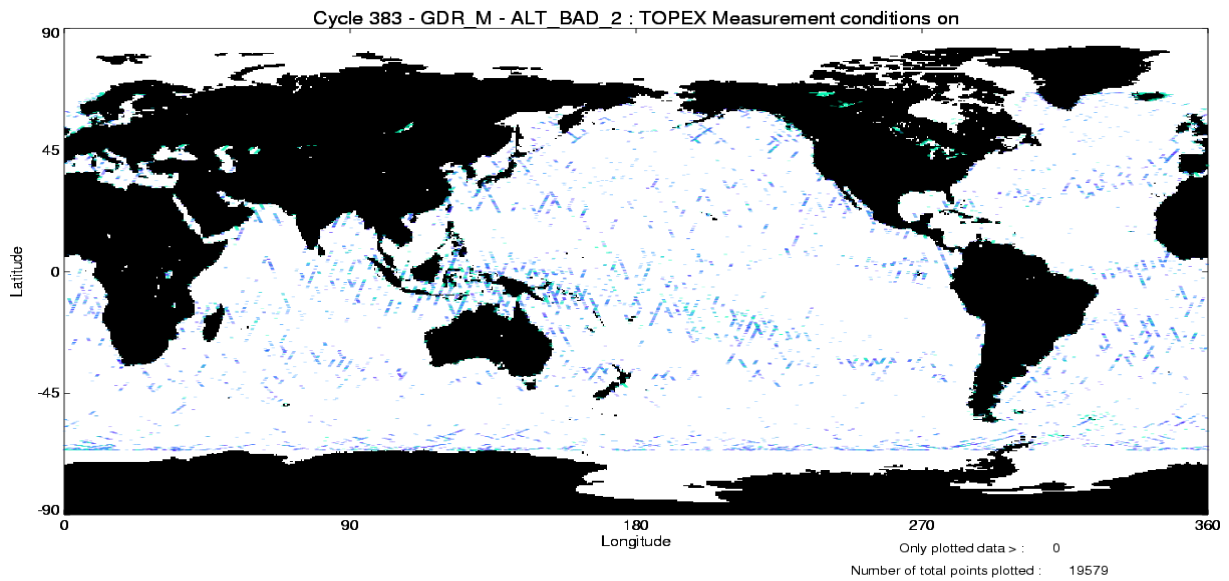 Cycle 383 - GDR_M - ALT_BAD_2 : TOPEX Measurement conditions on
90
45
0
-45
-90
Latitude
0 90 180 270 360
Longitude
Only plotted data > : 0
Number of total points plotted : 19579